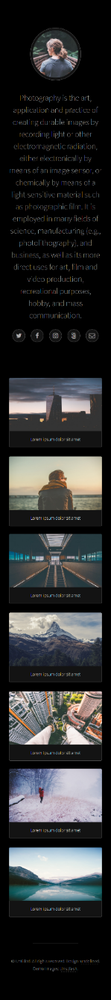 Photography is the art,
application and practice of
creating durable images by
recording light or other
electromagnetic radiation,
either electronically by
means of an image sensor, or
chemically by means of a
light sensitive material such
as photographic film. It is
employed in many fields of
science, manufacturing (e.g.,
photolithography), and
business, as well as its more
direct uses for art, film and
video production,
recreational purposes,
hobby, and mass
communication.
Lorem ipsum dolor sit amet
Lorem ipsum dolor sit amet
Lorem ipsum dolor sit amet
Lorem ipsum dolor sit amet
Lorem ipsum dolor sit amet
Lorem ipsum dolor sit amet
Lorem ipsum dolor sit amet
© Untitled. All rights reserved. Design:
Demo Images: Unsplash.